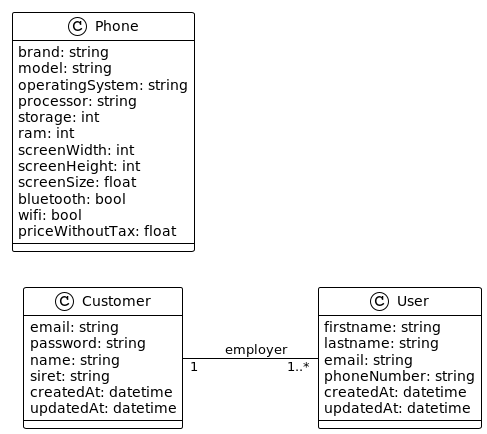 C Phone
brand: string
model: string
operatingSystem: string
processor: string
storage: int
ram: int
screenWidth: int
screenHeight: int
screenSize: float
bluetooth: bool
wifi: bool
priceWithoutTax: float
C Customer
email: string
password: string
name: string
siret: string
createdAt: datetime
updatedAt: datetime
employer
1
1..*
C User
firstname: string
lastname: string
email: string
phoneNumber: string
createdAt: datetime
updatedAt: datetime